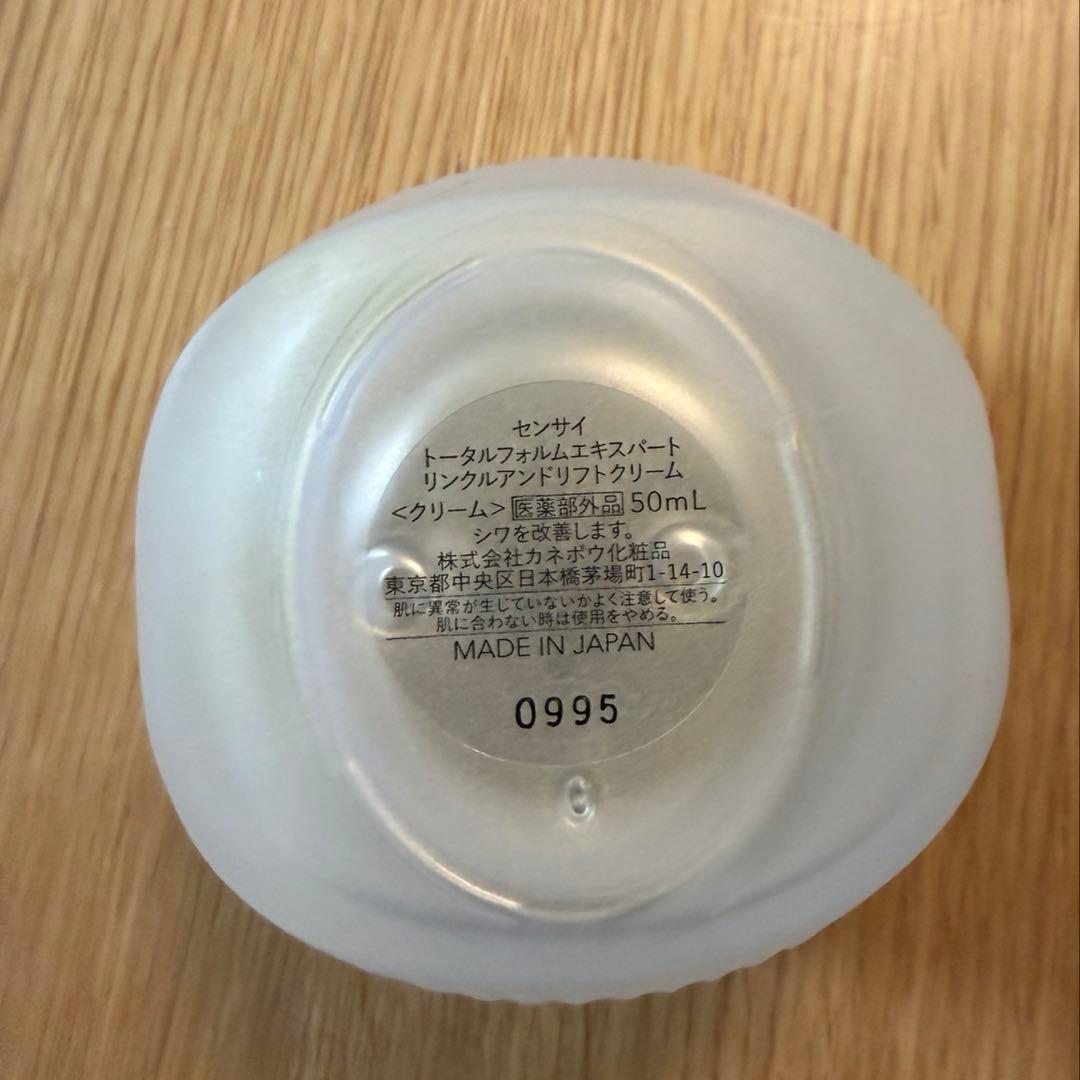 センサイ
トータルフォルムエキスパート
リンクルアンドリフトクリーム
<クリーム> 医薬部外品 50mL
シワを改善します。
株式会社カネボウ化粧品
東京都中央区日本橋茅場町1-14-10
肌に異常が生じていないかよく注意して使う。
肌に合わない時は使用をやめる。
MADE IN JAPAN
0995